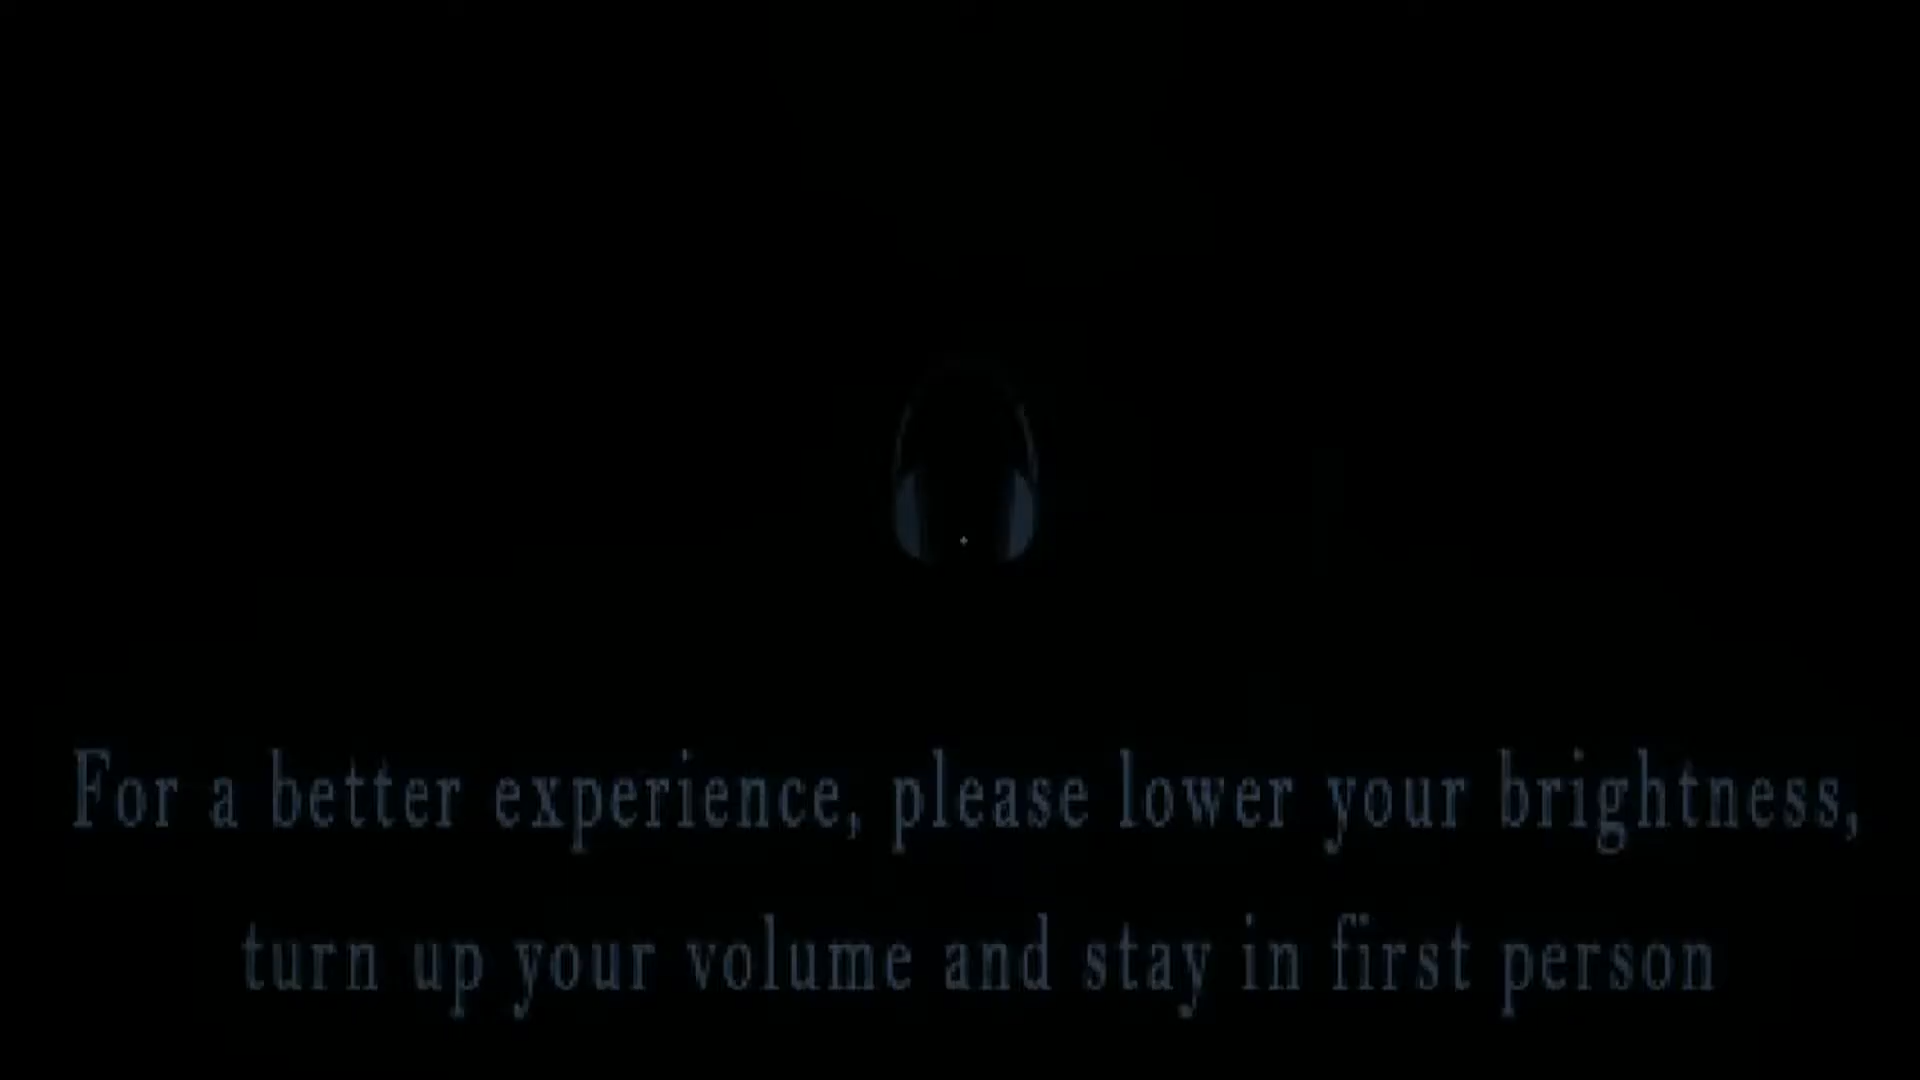 For a better experience, please lower your brightness,
turn up your volume and stay in first person